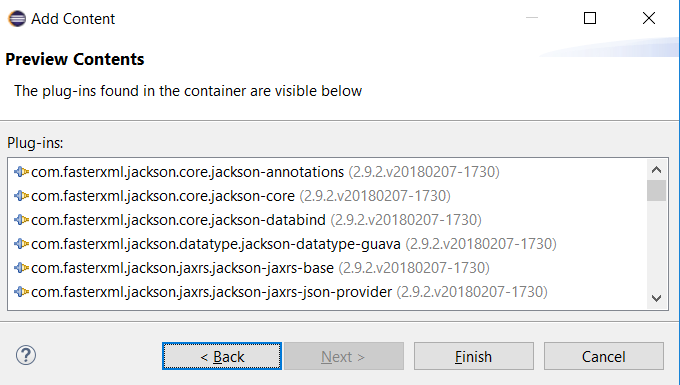 Add Content
Preview Contents
The plug-ins found in the container are visible below
Plug-ins:
com.fasterxml.jackson.core.jackson-annotations (2.9.2.v20180207-1730)
com.fasterxml.jackson.core.jackson-core (2.9.2.v20180207-1730)
com.fasterxml.jackson.core.jackson-databind (2.9.2.v20180207-1730)
com.fasterxml.jackson.datatype.jackson-datatype-guava (2.9.2.v20180207-1730)
com.fasterxml.jackson.jaxrs.jackson-jaxrs-base (2.9.2.v20180207-1730)
com.fasterxml.jackson.jaxrs.jackson-jaxrs-json-provider (2.9.2.v20180207-1730)
? < Back Next > Finish Cancel